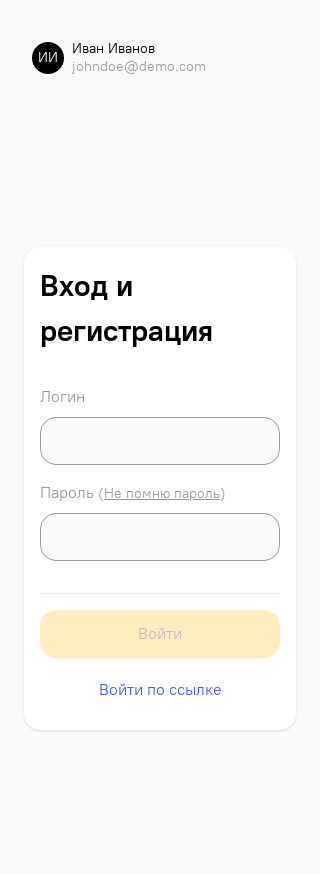 ИИ
Иван Иванов
johndoe@demo.com
Вход и
регистрация
Логин
Пароль (Не помню пароль)
Войти
Войти по ссылке